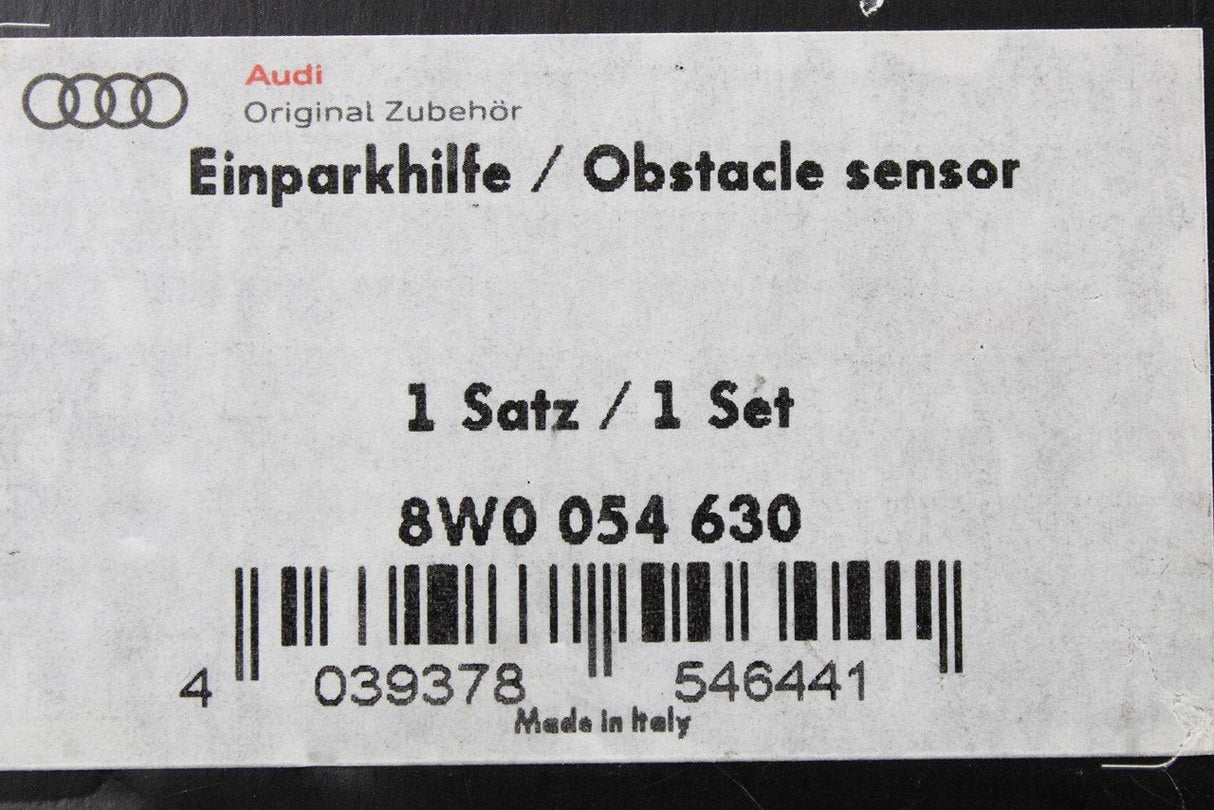 Audi
Original Zubehör
Einparkhilfe / Obstacle sensor
1 Satz / 1 Set
8W0 054 630
4 039378 546441
Made in Italy